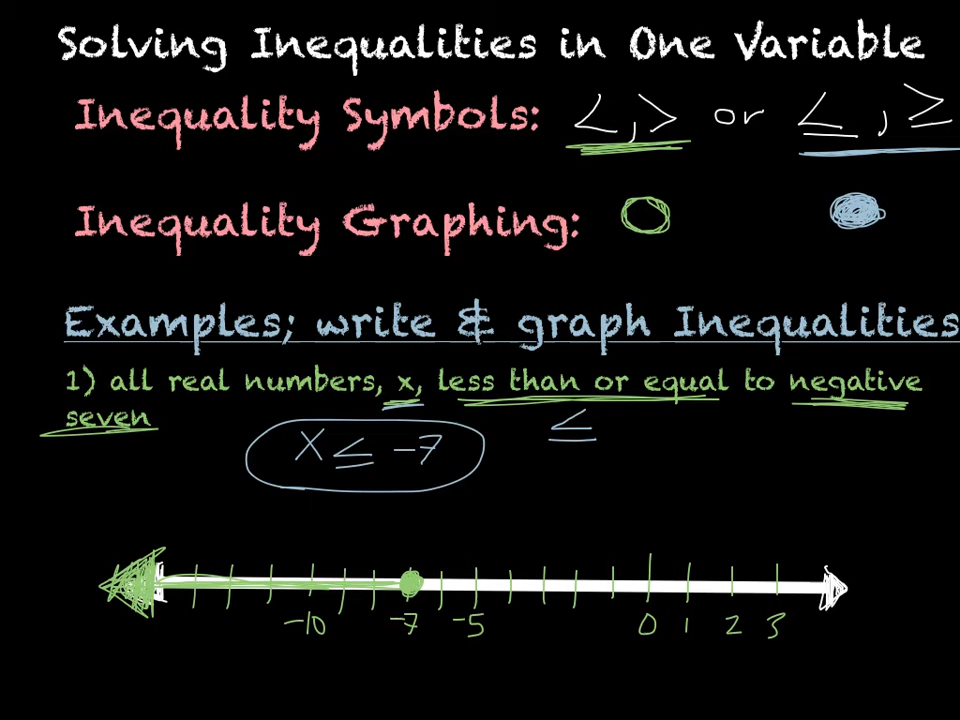 Solving Inequalities in One Variable
Inequality Symbols: <, > or ≤, ≥
Inequality Graphing:
Examples; write & graph Inequalities
1) all real numbers, x, less than or equal to negative
seven
≤
x ≤ -7
-10 -7 -5 0 1 2 3